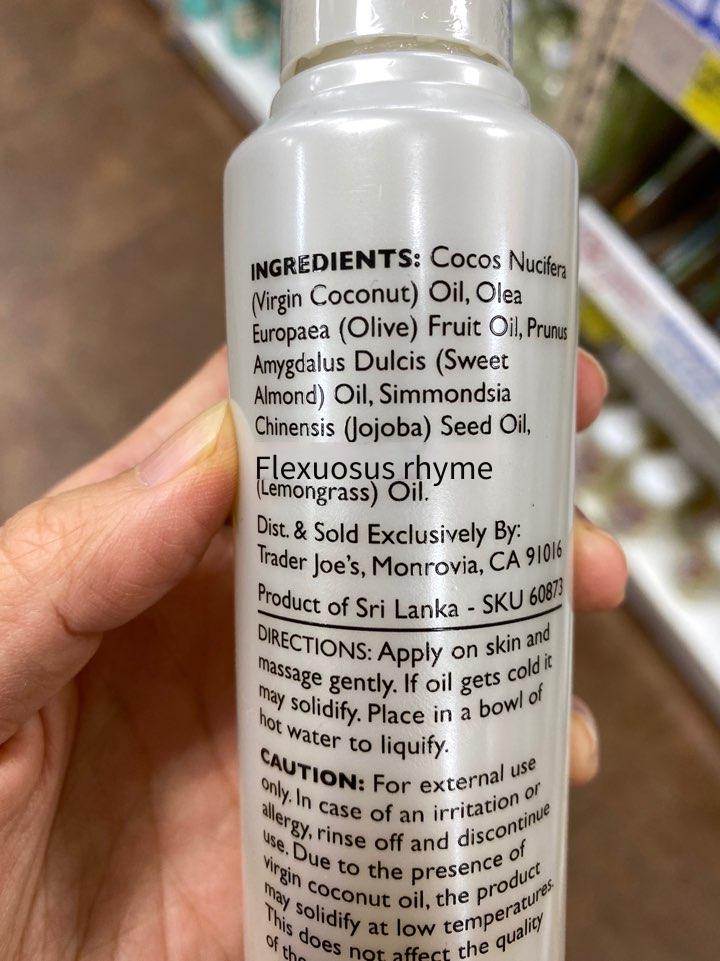 INGREDIENTS: Cocos Nucifera
(Virgin Coconut) Oil, Olea
Europaea (Olive) Fruit Oil, Prunus
Amygdalus Dulcis (Sweet
Almond) Oil, Simmondsia
Chinensis (Jojoba) Seed Oil,
Flexuosus rhyme
(Lemongrass) Oil.
Dist. & Sold Exclusively By:
Trader Joe's, Monrovia, CA 91016
Product of Sri Lanka - SKU 60873
DIRECTIONS: Apply on skin and
massage gently. If oil gets cold it
may solidify. Place in a bowl of
hot water to liquify.
CAUTION: For external use
only. In case of an irritation or
allergy, rinse off and discontinue
use. Due to the presence of
virgin coconut oil, the product
may solidify at low temperatures.
This does not affect the quality
of the